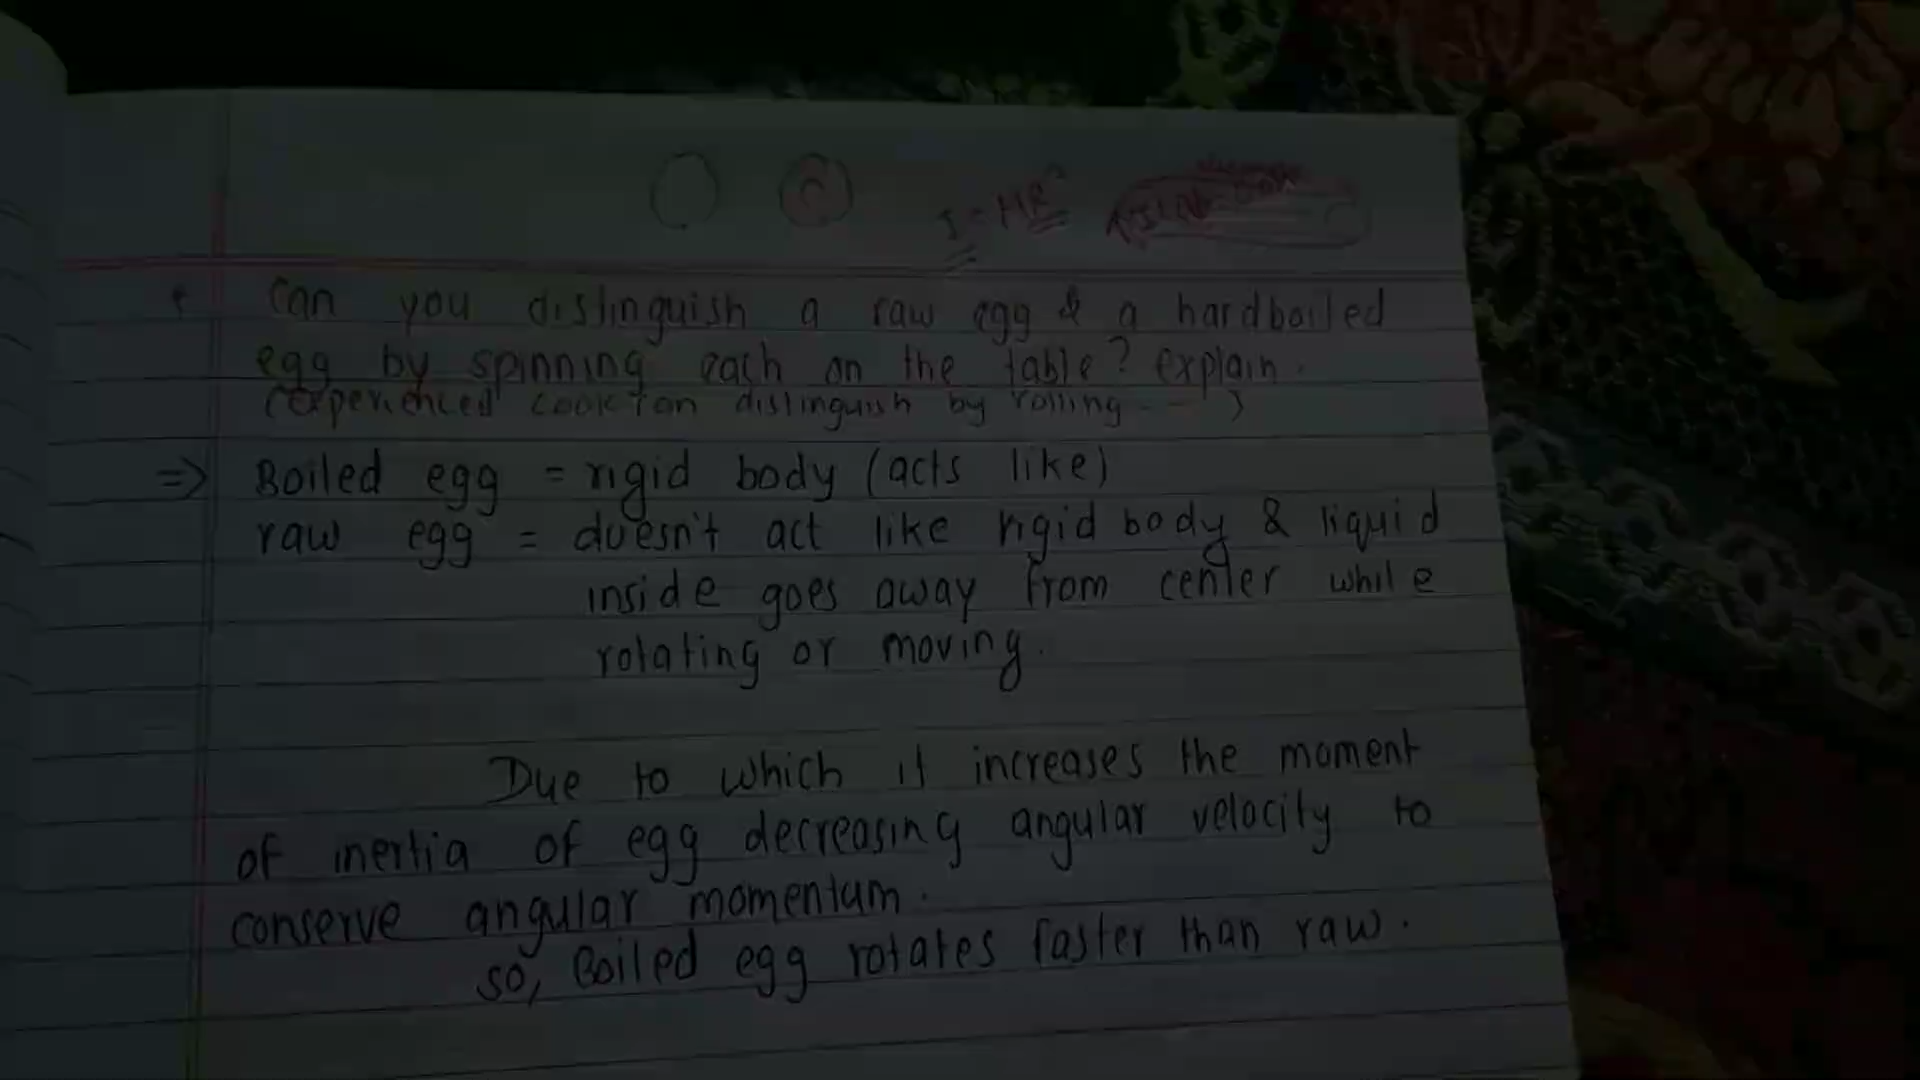 I = MR²
Can you distinguish a raw egg & a hardboiled
egg by spinning each on the table? explain.
(experienced cook can distinguish by rolling - - )
=> Boiled egg = rigid body (acts like)
raw egg = duesn't act like rigid body & liquid
inside goes away from center while
rotating or moving.
Due to which it increases the moment
of inertia of egg decreasing angular velocity to
conserve angular momentum.
so, Boiled egg rotates faster than raw.